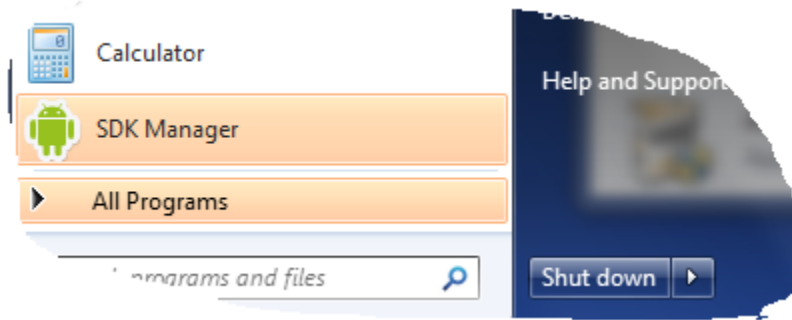 Calculator
SDK Manager
All Programs
programs and files
Help and Support
Shut down